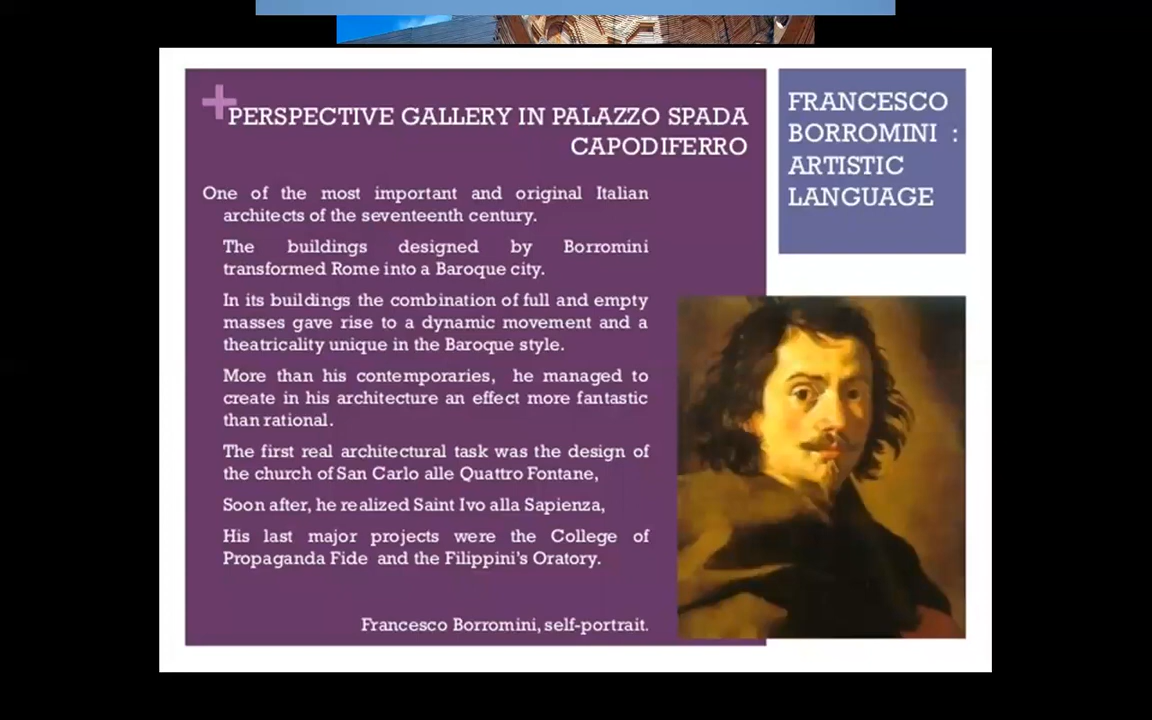 PERSPECTIVE GALLERY IN PALAZZO SPADA
CAPODIFERRO
One of the most important and original Italian
architects of the seventeenth century.
The buildings designed by Borromini
transformed Rome into a Baroque city.
In its buildings the combination of full and empty
masses gave rise to a dynamic movement and a
theatricality unique in the Baroque style.
More than his contemporaries, he managed to
create in his architecture an effect more fantastic
than rational.
The first real architectural task was the design of
the church of San Carlo alle Quattro Fontane,
Soon after, he realized Saint Ivo alla Sapienza,
His last major projects were the College of
Propaganda Fide and the Filippini's Oratory.
Francesco Borromini, self-portrait.
FRANCESCO
BORROMINI :
ARTISTIC
LANGUAGE